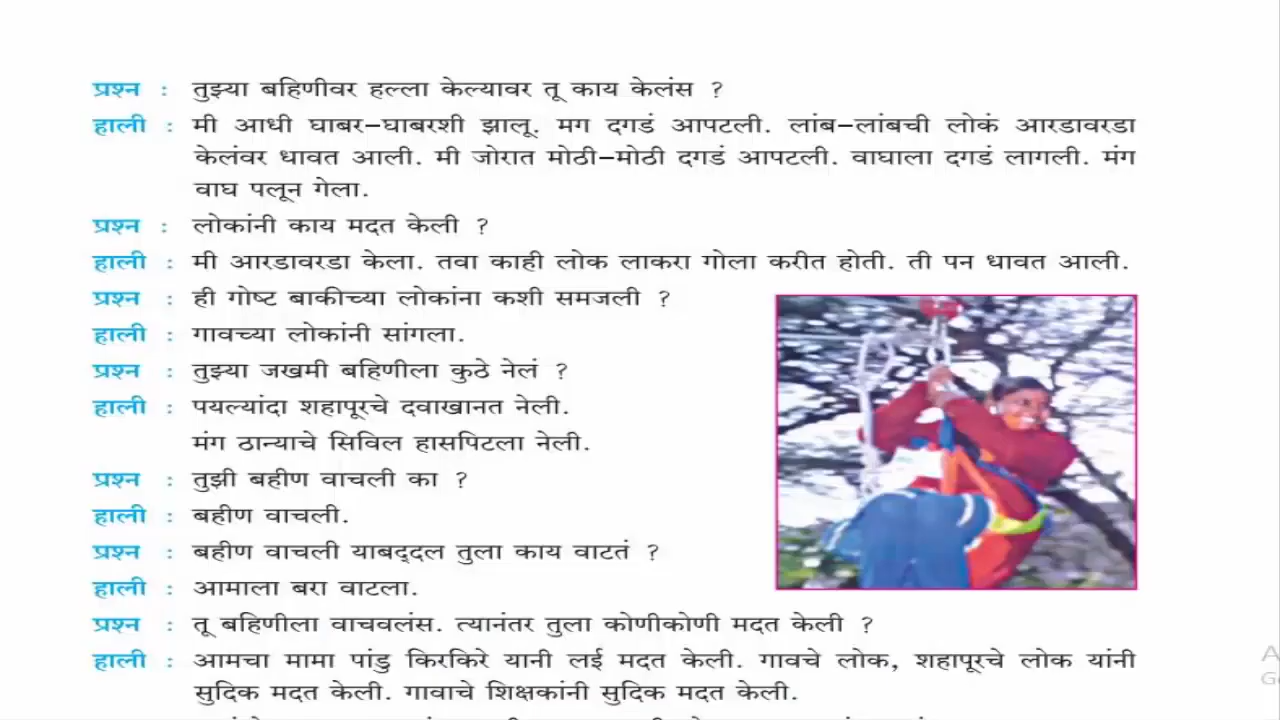 प्रश्न : तुझ्या बहिणीवर हल्ला केल्यावर तू काय केलंस ?
हाली : मी आधी घाबर–घाबरशी झालू. मग दगडं आपटली. लांब–लांबची लोकं आरडावरडा
केलंवर धावत आली. मी जोरात मोठी–मोठी दगडं आपटली. वाघाला दगडं लागली. मंग
वाघ पलून गेला.
प्रश्न : लोकांनी काय मदत केली ?
हाली : मी आरडावरडा केला. तवा काही लोक लाकरा गोला करीत होती. ती पन धावत आली.
प्रश्न : ही गोष्ट बाकीच्या लोकांना कशी समजली ?
हाली : गावच्या लोकांनी सांगला.
प्रश्न : तुझ्या जखमी बहिणीला कुठे नेलं ?
हाली : पयल्यांदा शहापूरचे दवाखानत नेली.
मंग ठान्याचे सिविल हासपिटला नेली.
प्रश्न : तुझी बहीण वाचली का ?
हाली : बहीण वाचली.
प्रश्न : बहीण वाचली याबद्‌दल तुला काय वाटतं ?
हाली : आमाला बरा वाटला.
प्रश्न : तू बहिणीला वाचवलंस. त्यानंतर तुला कोणीकोणी मदत केली ?
हाली : आमचा मामा पांडु किरकिरे यानी लई मदत केली. गावचे लोक, शहापूरचे लोक यांनी
सुदिक मदत केली. गावाचे शिक्षकांनी सुदिक मदत केली.